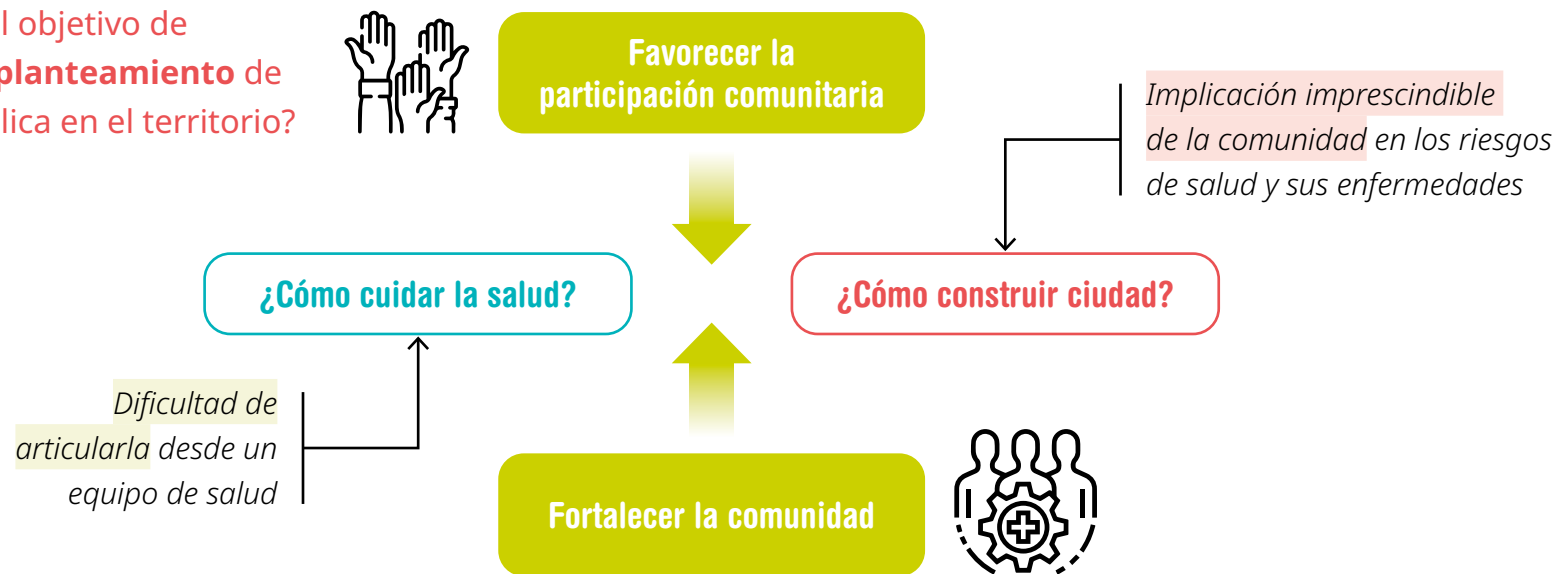 l objetivo de
planteamiento de
lica en el territorio?
Favorecer la
participación comunitaria
Implicación imprescindible
de la comunidad en los riesgos
de salud y sus enfermedades
¿Cómo cuidar la salud?
¿Cómo construir ciudad?
Dificultad de
articularla desde un
equipo de salud
Fortalecer la comunidad